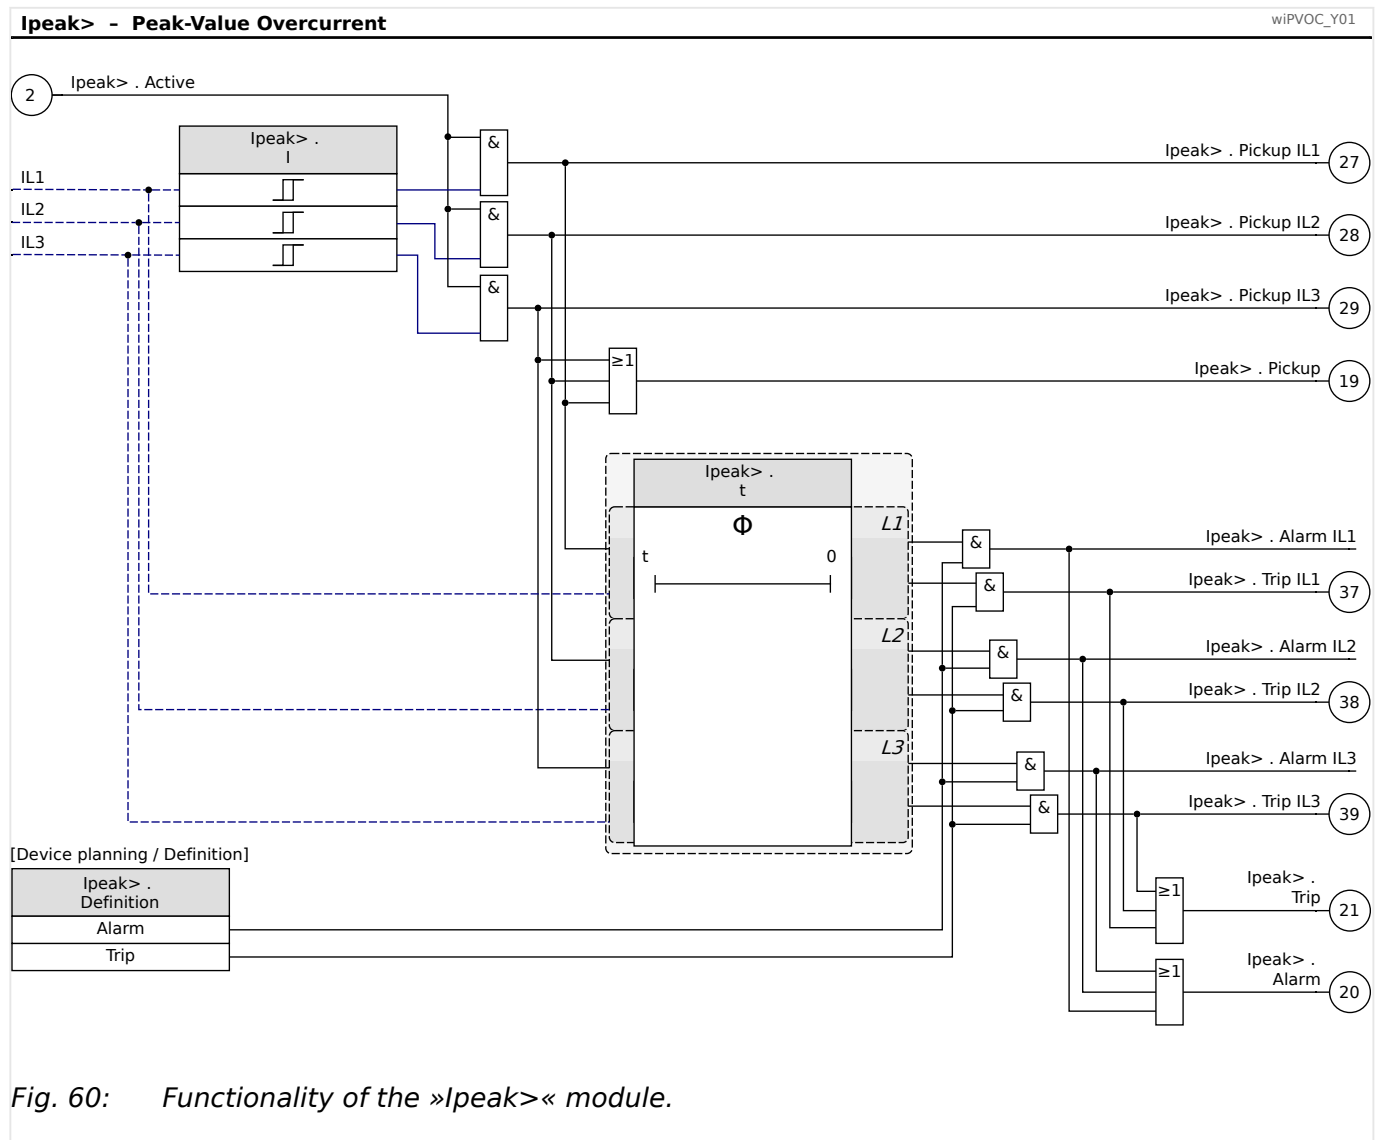 Ipeak> – Peak-Value Overcurrent
wiPVOC_Y01
2
Ipeak> . Active
Ipeak> .
I
IL1
IL2
IL3
&
&
&
Ipeak> . Pickup IL1
27
Ipeak> . Pickup IL2
28
Ipeak> . Pickup IL3
29
≥1
Ipeak> . Pickup
19
Ipeak> .
t
Φ
t 0
L1
L2
L3
&
Ipeak> . Alarm IL1
&
Ipeak> . Trip IL1
37
&
Ipeak> . Alarm IL2
&
Ipeak> . Trip IL2
38
&
Ipeak> . Alarm IL3
&
Ipeak> . Trip IL3
39
[Device planning / Definition]
Ipeak> .
Definition
Alarm
Trip
≥1
Ipeak> .
Trip
21
≥1
Ipeak> .
Alarm
20
Fig. 60: Functionality of the »Ipeak>« module.